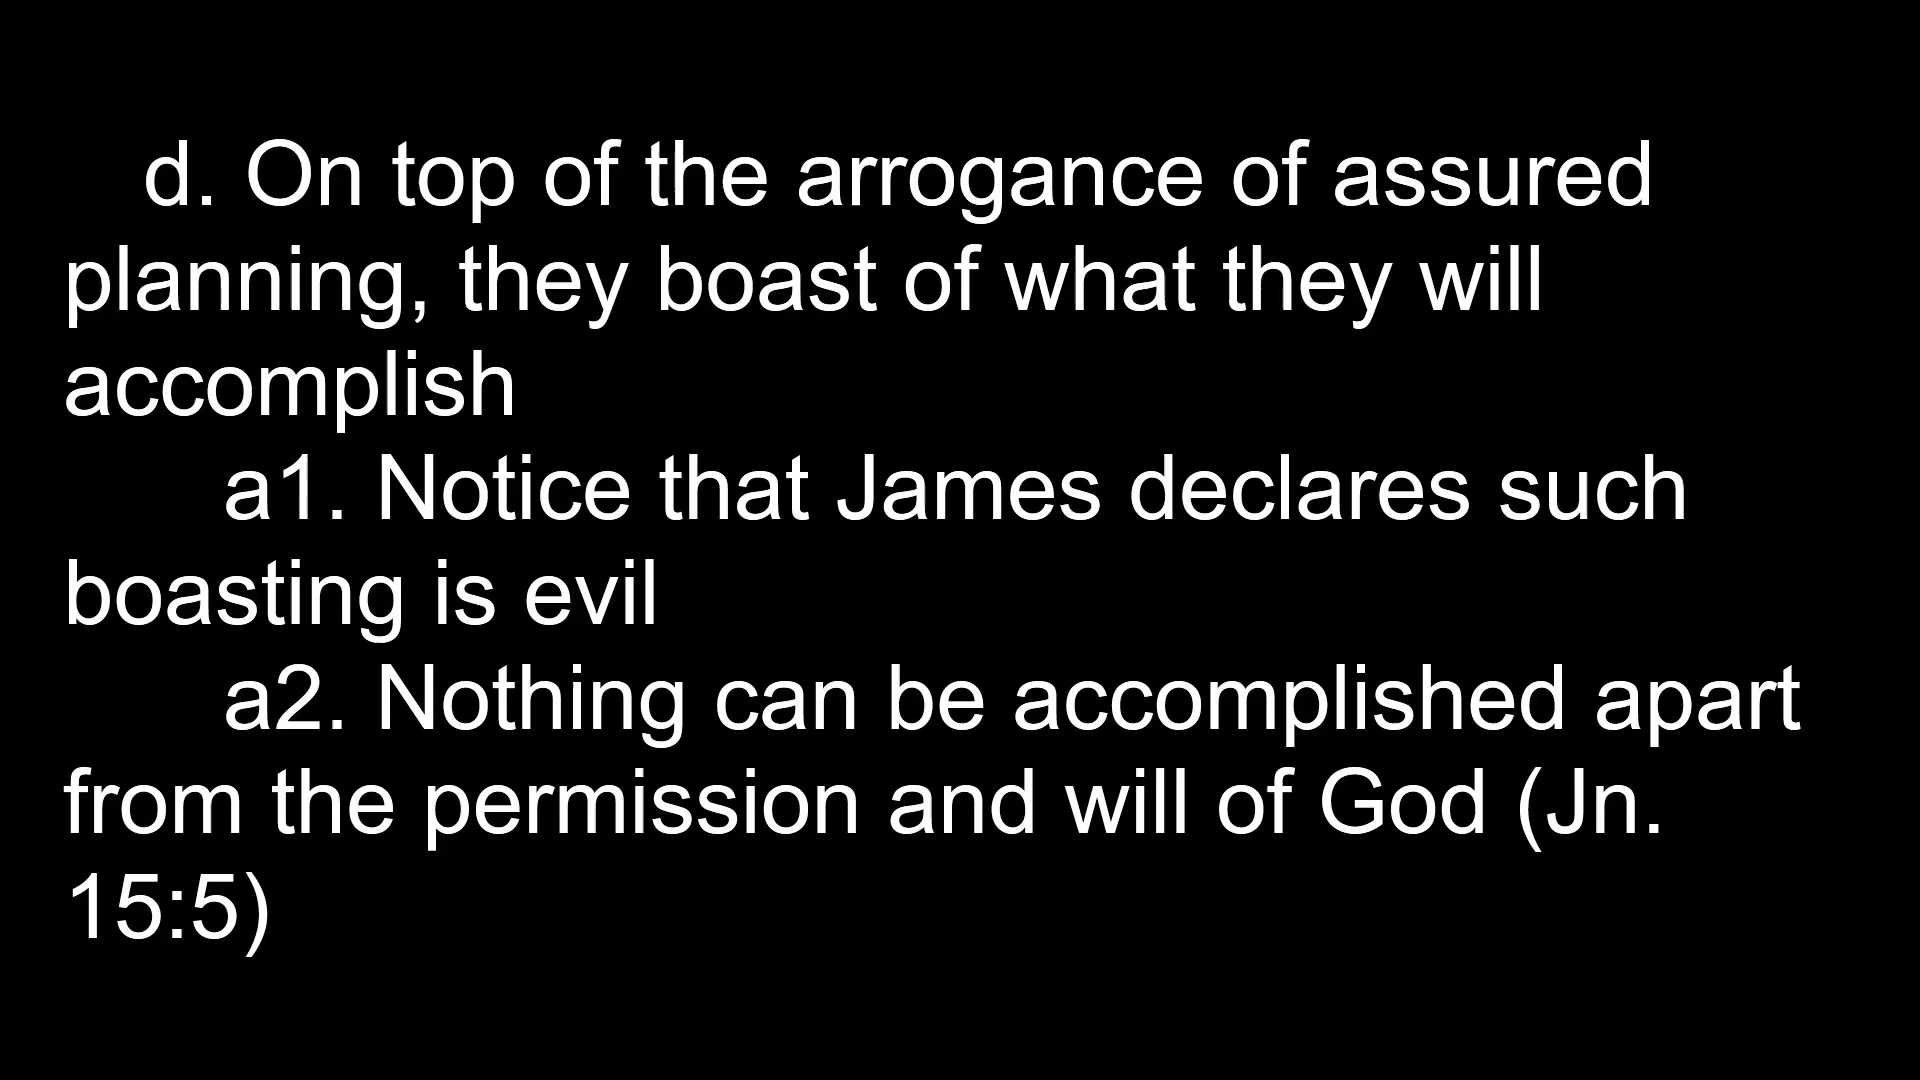 d. On top of the arrogance of assured
planning, they boast of what they will
accomplish
a1. Notice that James declares such
boasting is evil
a2. Nothing can be accomplished apart
from the permission and will of God (Jn.
15:5)